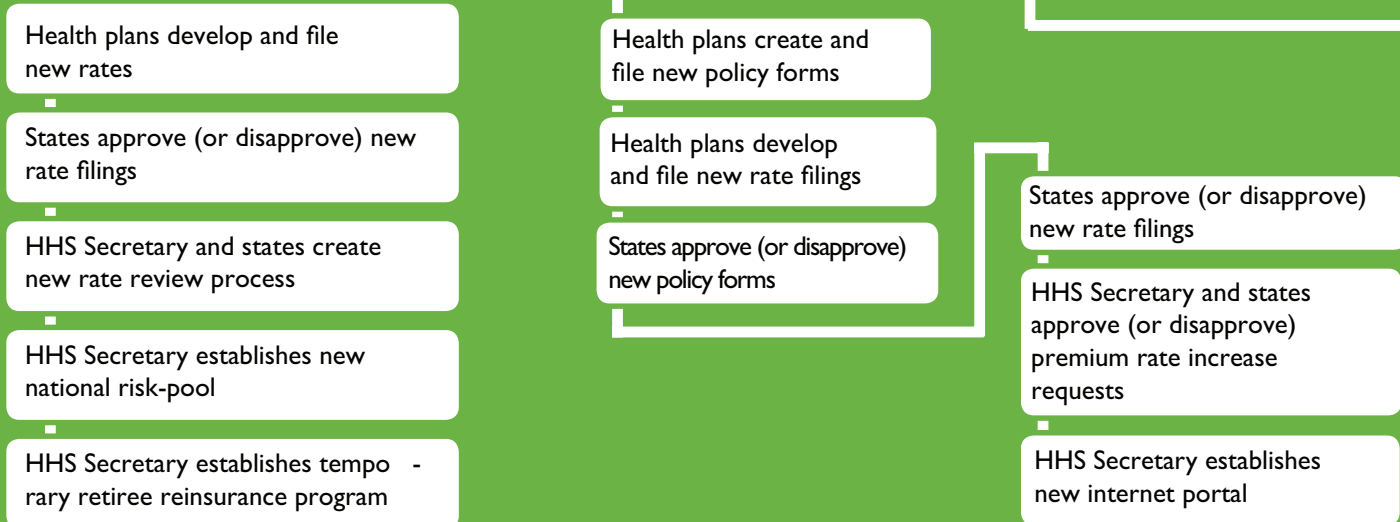 Health plans develop and file
new rates
States approve (or disapprove) new
rate filings
HHS Secretary and states create
new rate review process
HHS Secretary establishes new
national risk-pool
HHS Secretary establishes tempo -
rary retiree reinsurance program
Health plans create and
file new policy forms
Health plans develop
and file new rate filings
States approve (or disapprove)
new policy forms
States approve (or disapprove)
new rate filings
HHS Secretary and states
approve (or disapprove)
premium rate increase
requests
HHS Secretary establishes
new internet portal